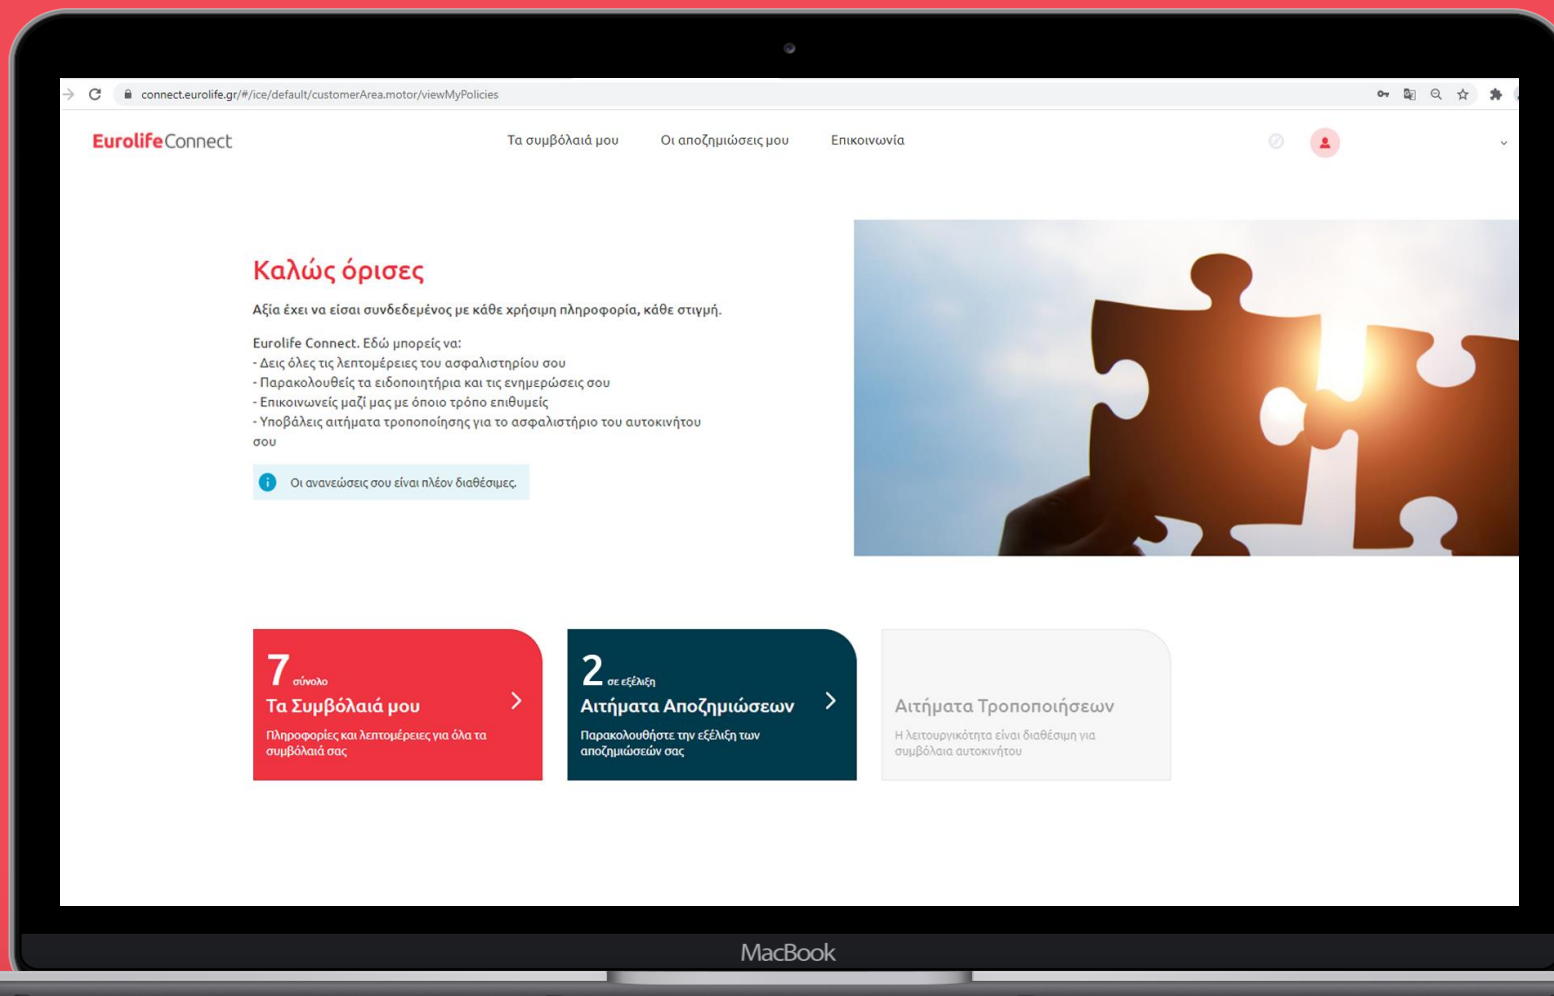 connect.eurolife.gr/#/ice/default/customerArea.motor/viewMyPolicies
EurolifeConnect
Τα συμβόλαιά μου
Οι αποζημιώσεις μου
Επικοινωνία
Καλώς όρισες
Αξία έχει να είσαι συνδεδεμένος με κάθε χρήσιμη πληροφορία, κάθε στιγμή.
Eurolife Connect. Εδώ μπορείς να:
- Δεις όλες τις λεπτομέρειες του ασφαλιστηρίου σου
- Παρακολουθείς τα ειδοποιητήρια και τις ενημερώσεις σου
- Επικοινωνείς μαζί μας με όποιο τρόπο επιθυμείς
- Υποβάλεις αιτήματα τροποποίησης για το ασφαλιστήριο του αυτοκινήτου
σου
Οι ανανεώσεις σου είναι πλέον διαθέσιμες.
7 σύνολο
Τα Συμβόλαιά μου
Πληροφορίες και λεπτομέρειες για όλα τα
συμβόλαιά σας
2 σε εξέλιξη
Αιτήματα Αποζημιώσεων
Παρακολουθήστε την εξέλιξη των
αποζημιώσεών σας
Αιτήματα Τροποποιήσεων
Η λειτουργικότητα είναι διαθέσιμη για
συμβόλαια αυτοκινήτου
MacBook